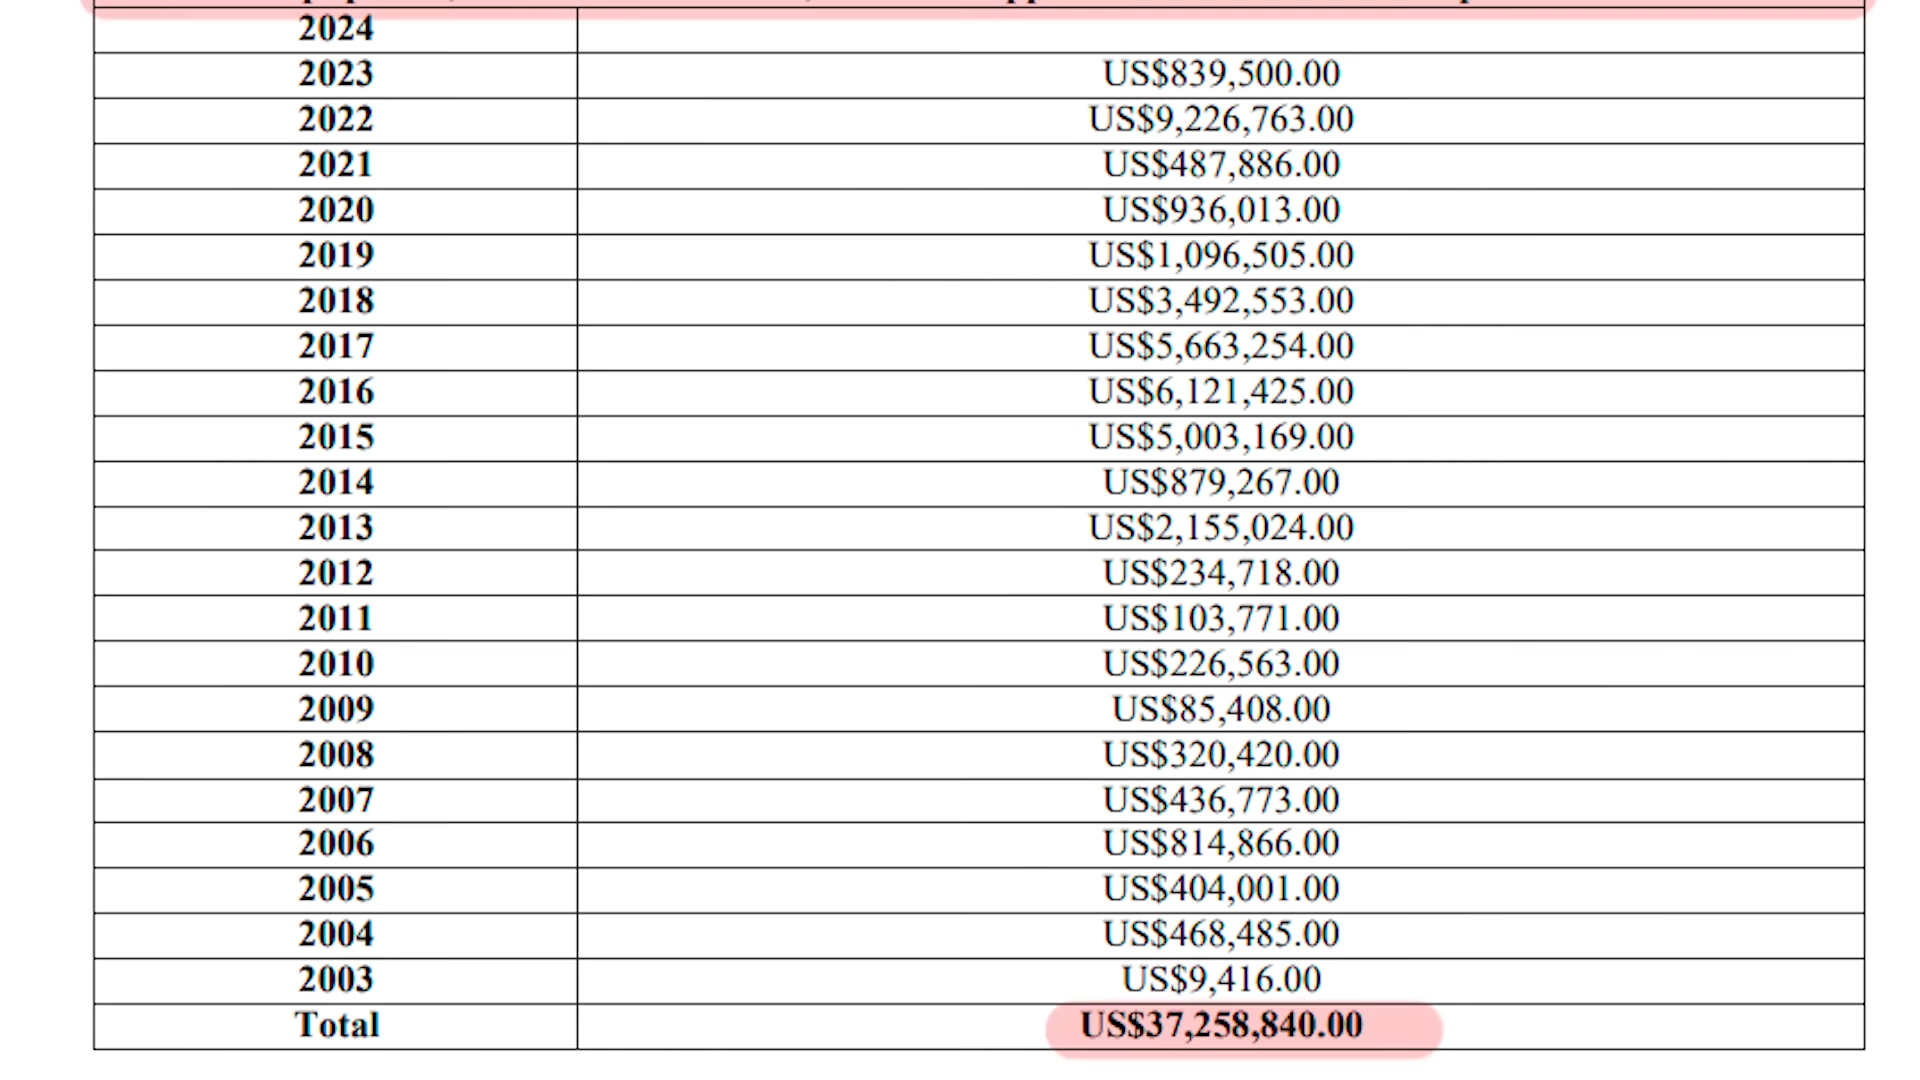 2024
2023 US$839,500.00
2022 US$9,226,763.00
2021 US$487,886.00
2020 US$936,013.00
2019 US$1,096,505.00
2018 US$3,492,553.00
2017 US$5,663,254.00
2016 US$6,121,425.00
2015 US$5,003,169.00
2014 US$879,267.00
2013 US$2,155,024.00
2012 US$234,718.00
2011 US$103,771.00
2010 US$226,563.00
2009 US$85,408.00
2008 US$320,420.00
2007 US$436,773.00
2006 US$814,866.00
2005 US$404,001.00
2004 US$468,485.00
2003 US$9,416.00
Total US$37,258,840.00